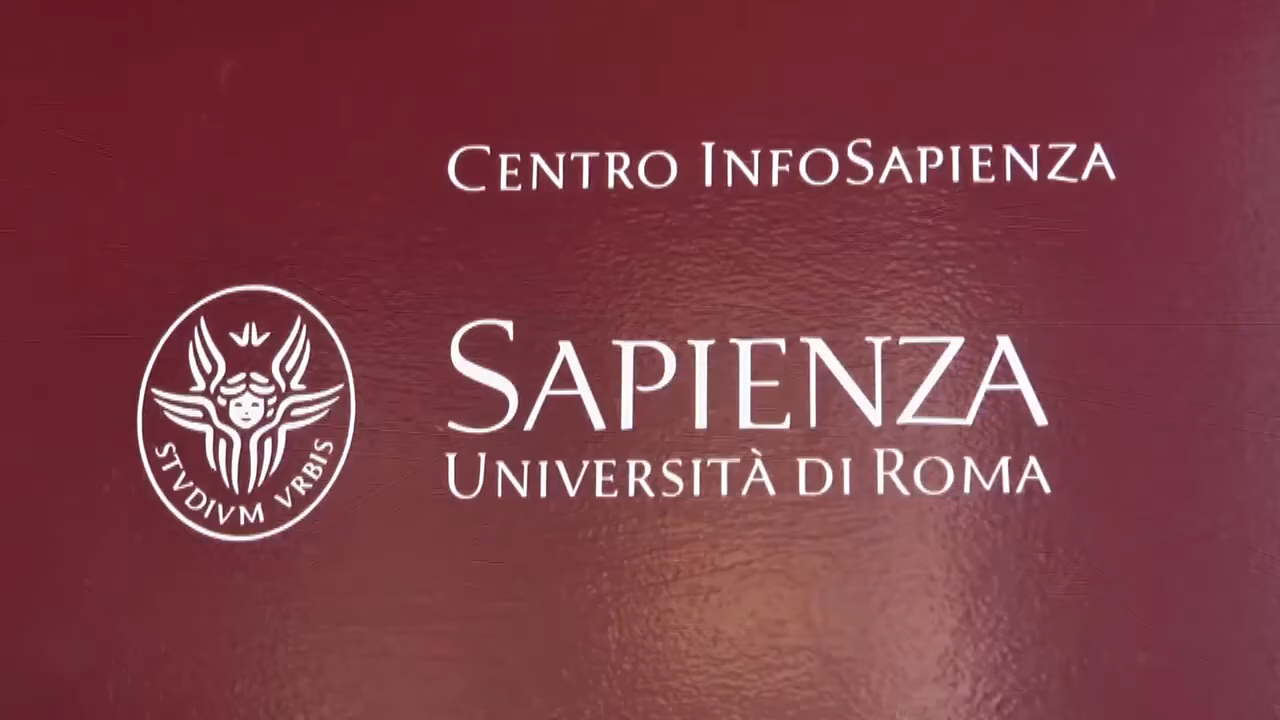 CENTRO INFOSAPIENZA
SAPIENZA
UNIVERSITÀ DI ROMA
STVDIVM VRBIS